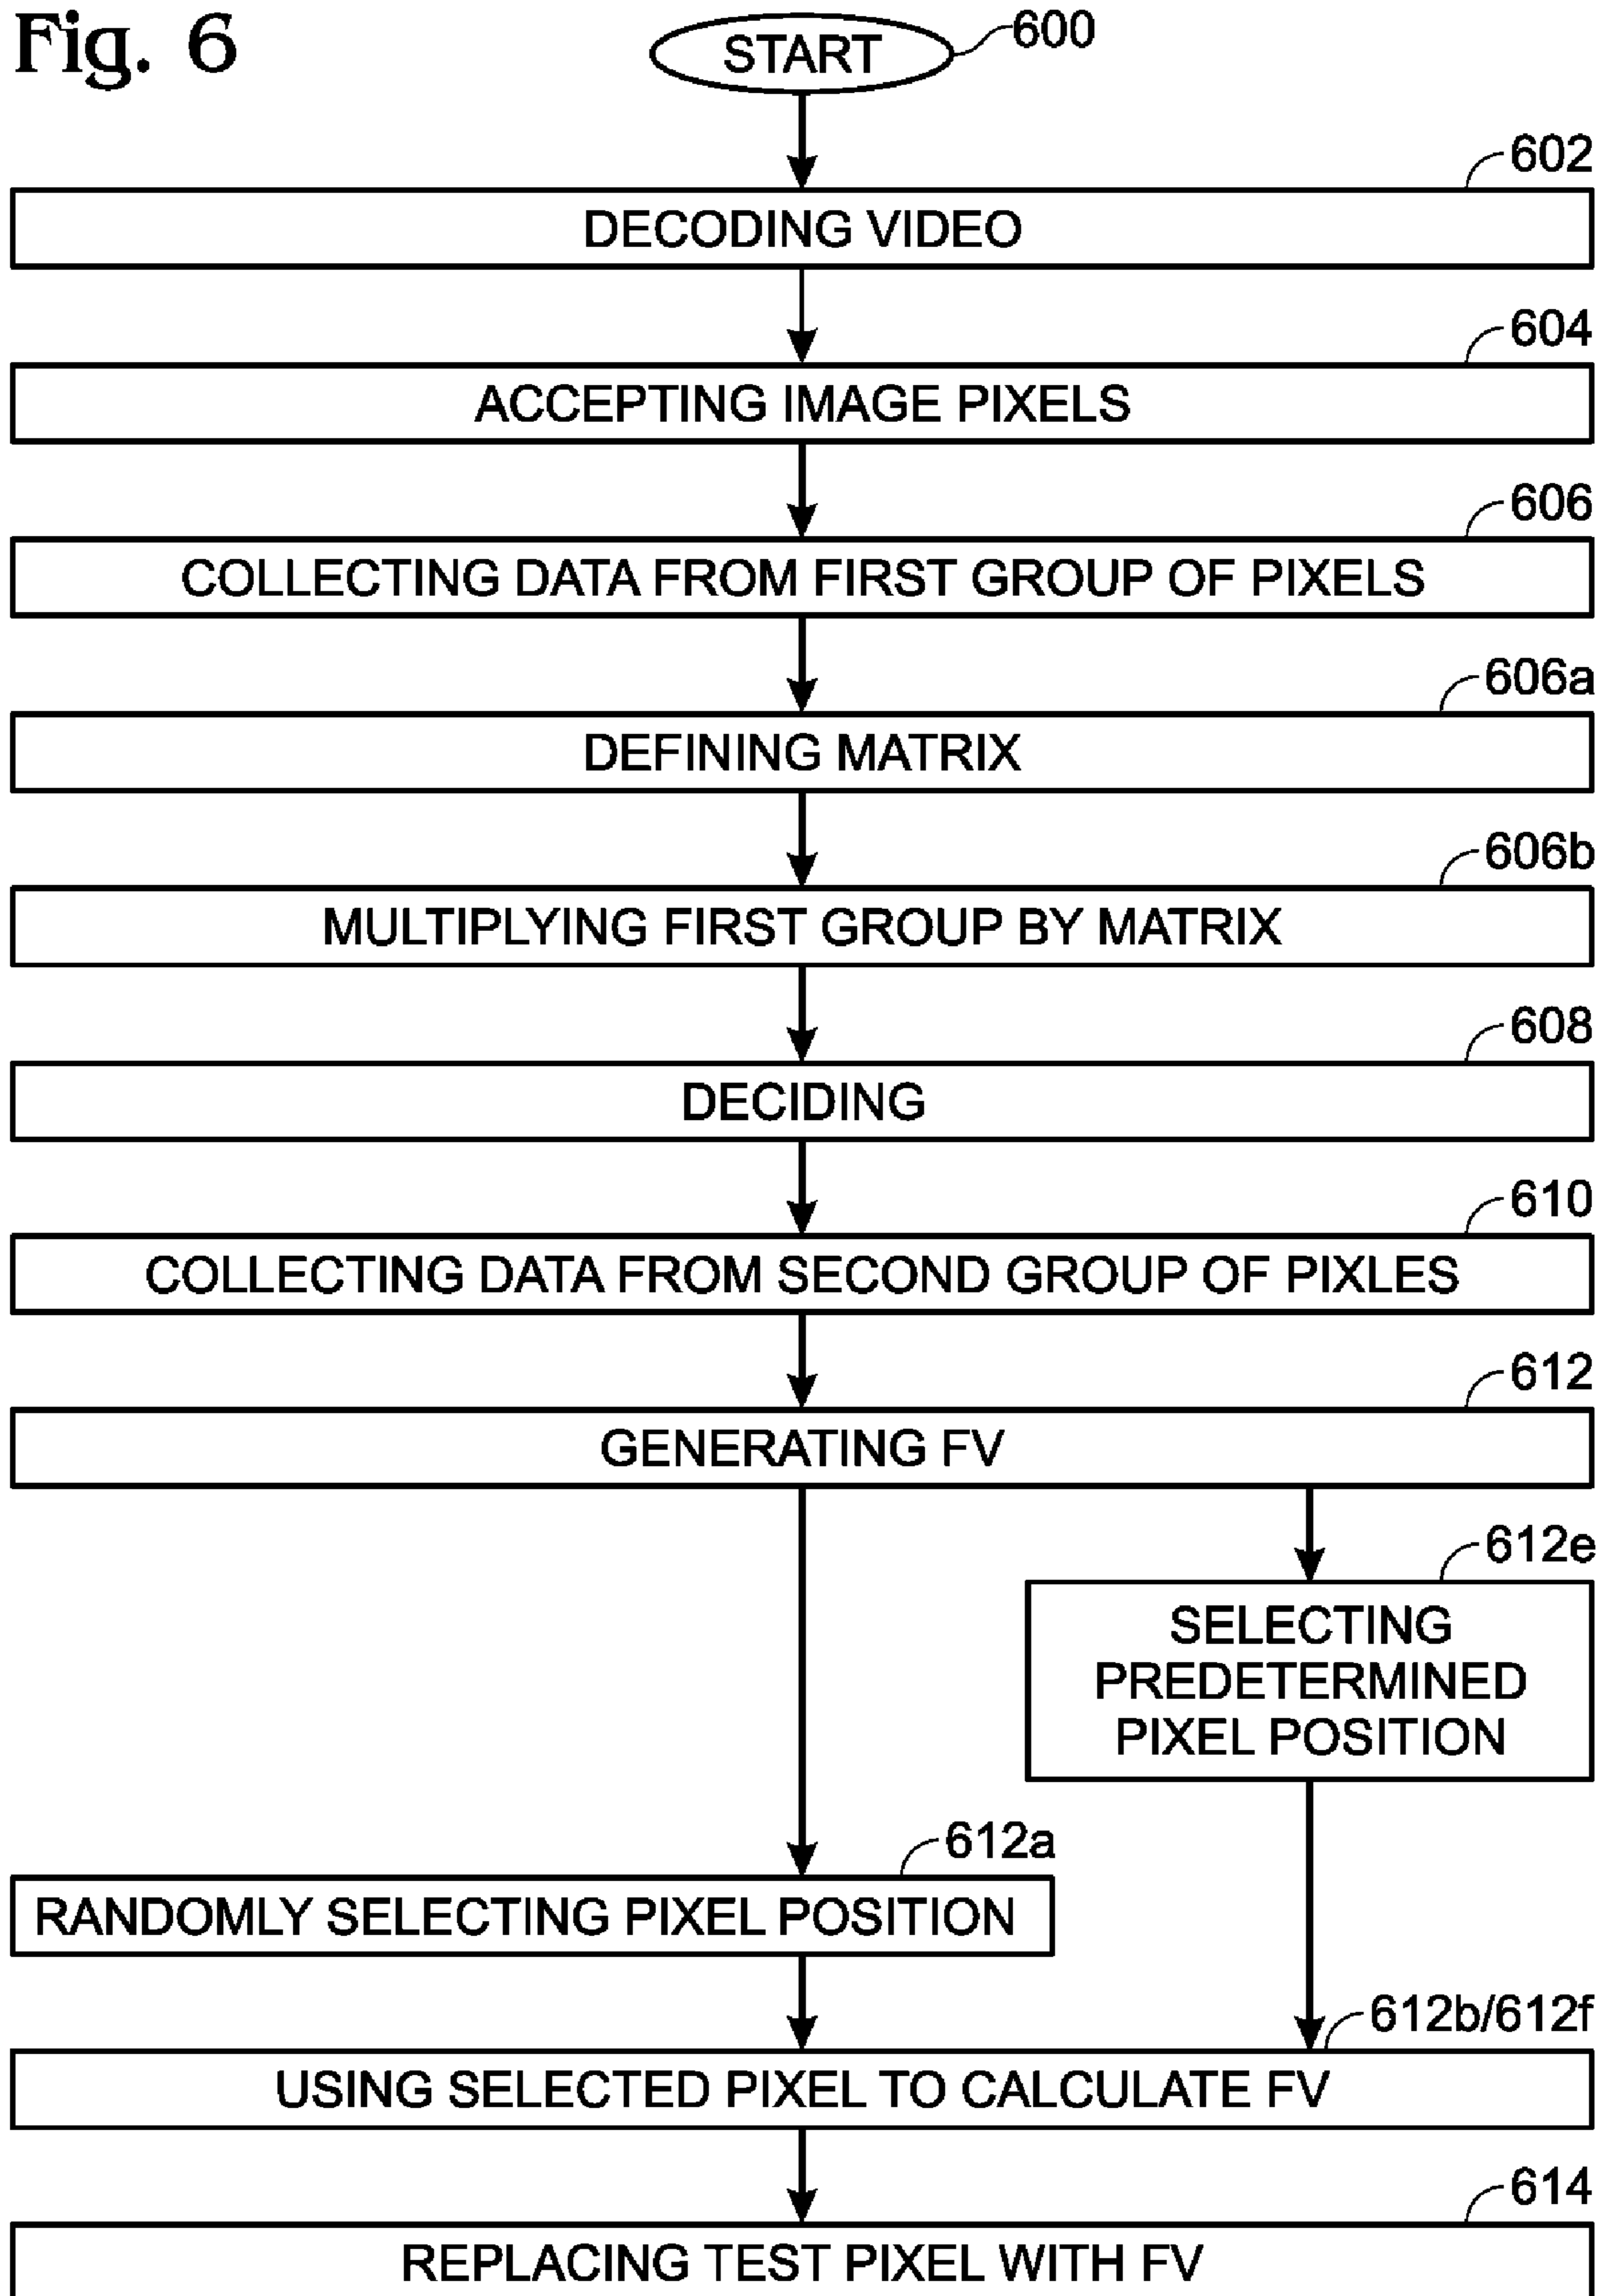 Fig. 6
START
600
602
DECODING VIDEO
604
ACCEPTING IMAGE PIXELS
606
COLLECTING DATA FROM FIRST GROUP OF PIXELS
606a
DEFINING MATRIX
606b
MULTIPLYING FIRST GROUP BY MATRIX
608
DECIDING
610
COLLECTING DATA FROM SECOND GROUP OF PIXLES
612
GENERATING FV
612e
SELECTING
PREDETERMINED
PIXEL POSITION
612a
RANDOMLY SELECTING PIXEL POSITION
612b/612f
USING SELECTED PIXEL TO CALCULATE FV
614
REPLACING TEST PIXEL WITH FV